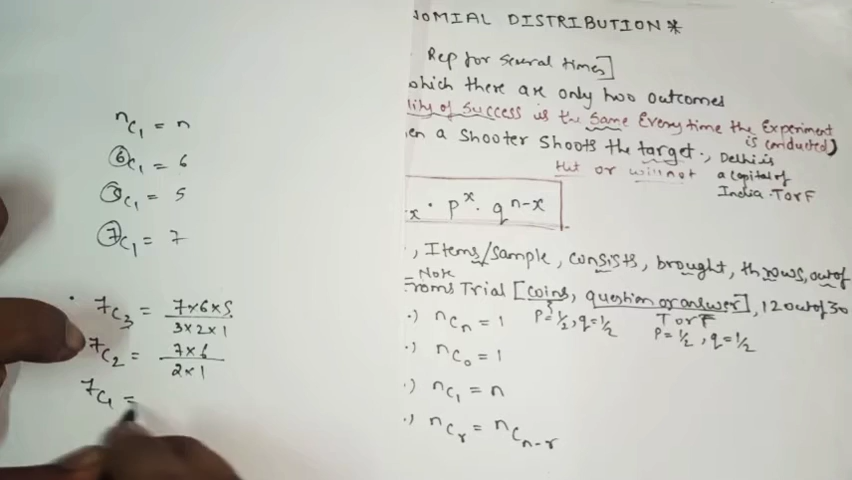 ⁿC₁ = n
⁶C₁ = 6
⁵C₁ = 5
⁷C₁ = 7
⁷C₃ = 7×6×5 / 3×2×1
⁷C₂ = 7×6 / 2×1
⁷C₁ =
NOMIAL DISTRIBUTION *
Rep for several times]
which there are only two outcomes
lity of Success is the Same Every time the Experiment
is conducted)
en a Shooter Shoots the target., Delhi is
Hit or will not a capital of
India. T or F
x · pˣ · qⁿ⁻ˣ
, Items/Sample, consists, brought, throws, out of
= Note
From Trial [coins, question or answer], 12 out of 30
P=½, q=½ T or F
P=½, q=½
.) ⁿCₙ = 1
.) ⁿC₀ = 1
.) ⁿC₁ = n
.) ⁿCᵣ = ⁿCₙ₋ᵣ